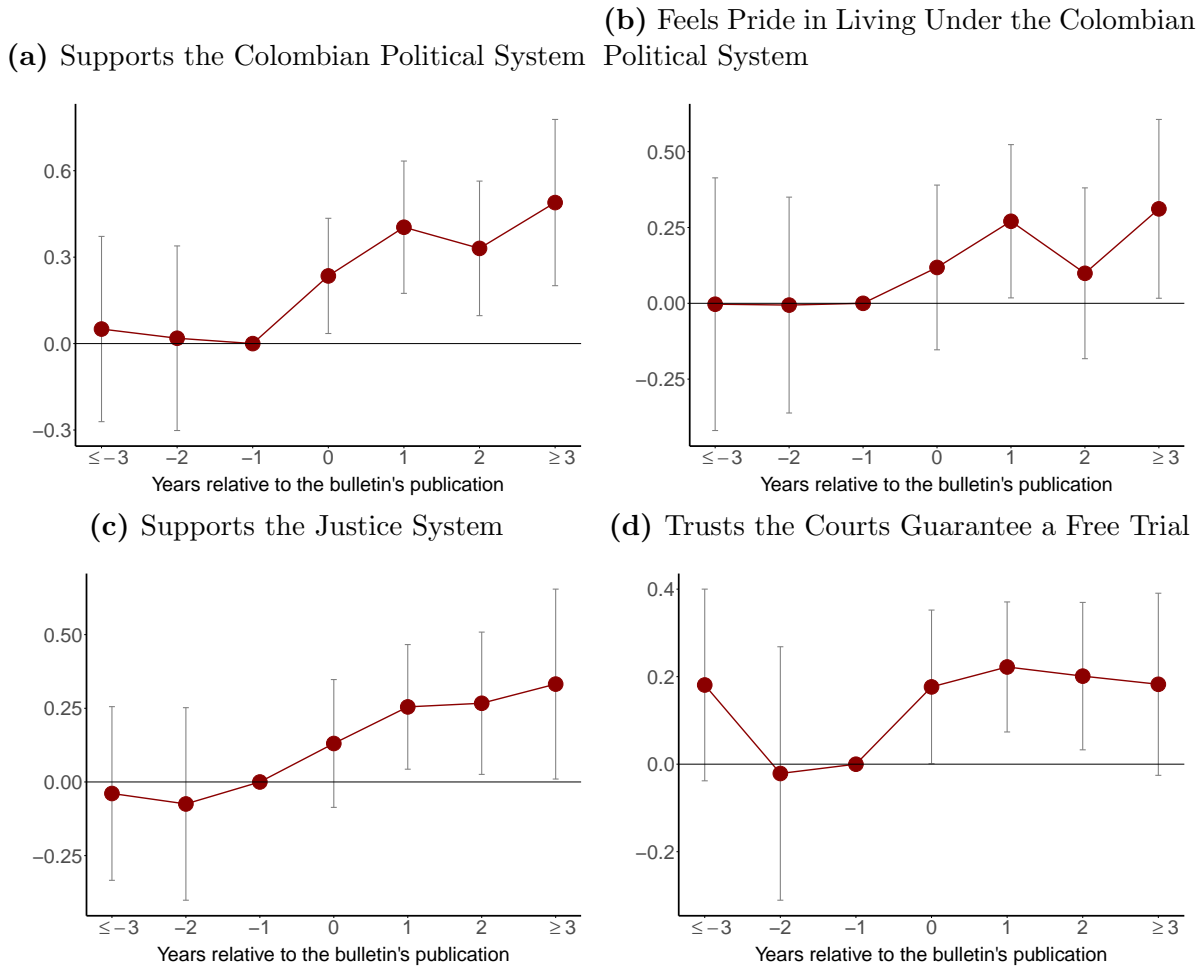 (a) Supports the Colombian Political System
0.6
0.3
0.0
−0.3
≤−3 −2 −1 0 1 2 ≥3
Years relative to the bulletin's publication
(b) Feels Pride in Living Under the Colombian
Political System
0.50
0.25
0.00
−0.25
≤−3 −2 −1 0 1 2 ≥3
Years relative to the bulletin's publication
(c) Supports the Justice System
0.50
0.25
0.00
−0.25
≤−3 −2 −1 0 1 2 ≥3
Years relative to the bulletin's publication
(d) Trusts the Courts Guarantee a Free Trial
0.4
0.2
0.0
−0.2
≤−3 −2 −1 0 1 2 ≥3
Years relative to the bulletin's publication